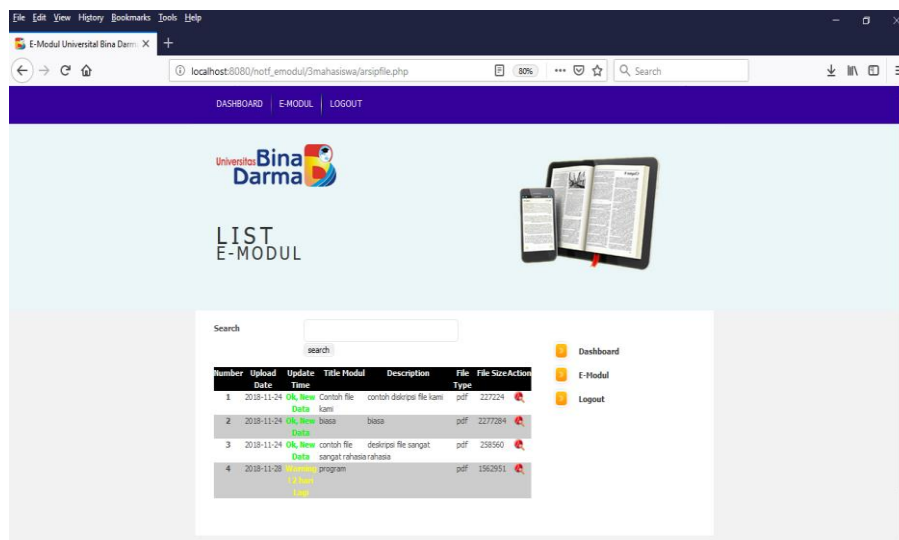 File Edit View History Bookmarks Tools Help
E-Modul Universital Bina Darm
localhost:8080/notf_emodul/3mahasiswa/arsipfile.php 80% Search
DASHBOARD E-MODUL LOGOUT
Universitas Bina
Darma
LIST
E-MODUL
Search
search
Dashboard
E-Modul
Logout
Number Upload Date Update Time Title Modul Description File Type File Size Action
1 2018-11-24 Ok, New Data Contoh file kami contoh diskripsi file kami pdf 227224
2 2018-11-24 Ok, New Data biasa biasa pdf 2277284
3 2018-11-24 Ok, New Data contoh file sangat rahasia deskripsi file sangat rahasia pdf 258560
4 2018-11-28 program pdf 1562951